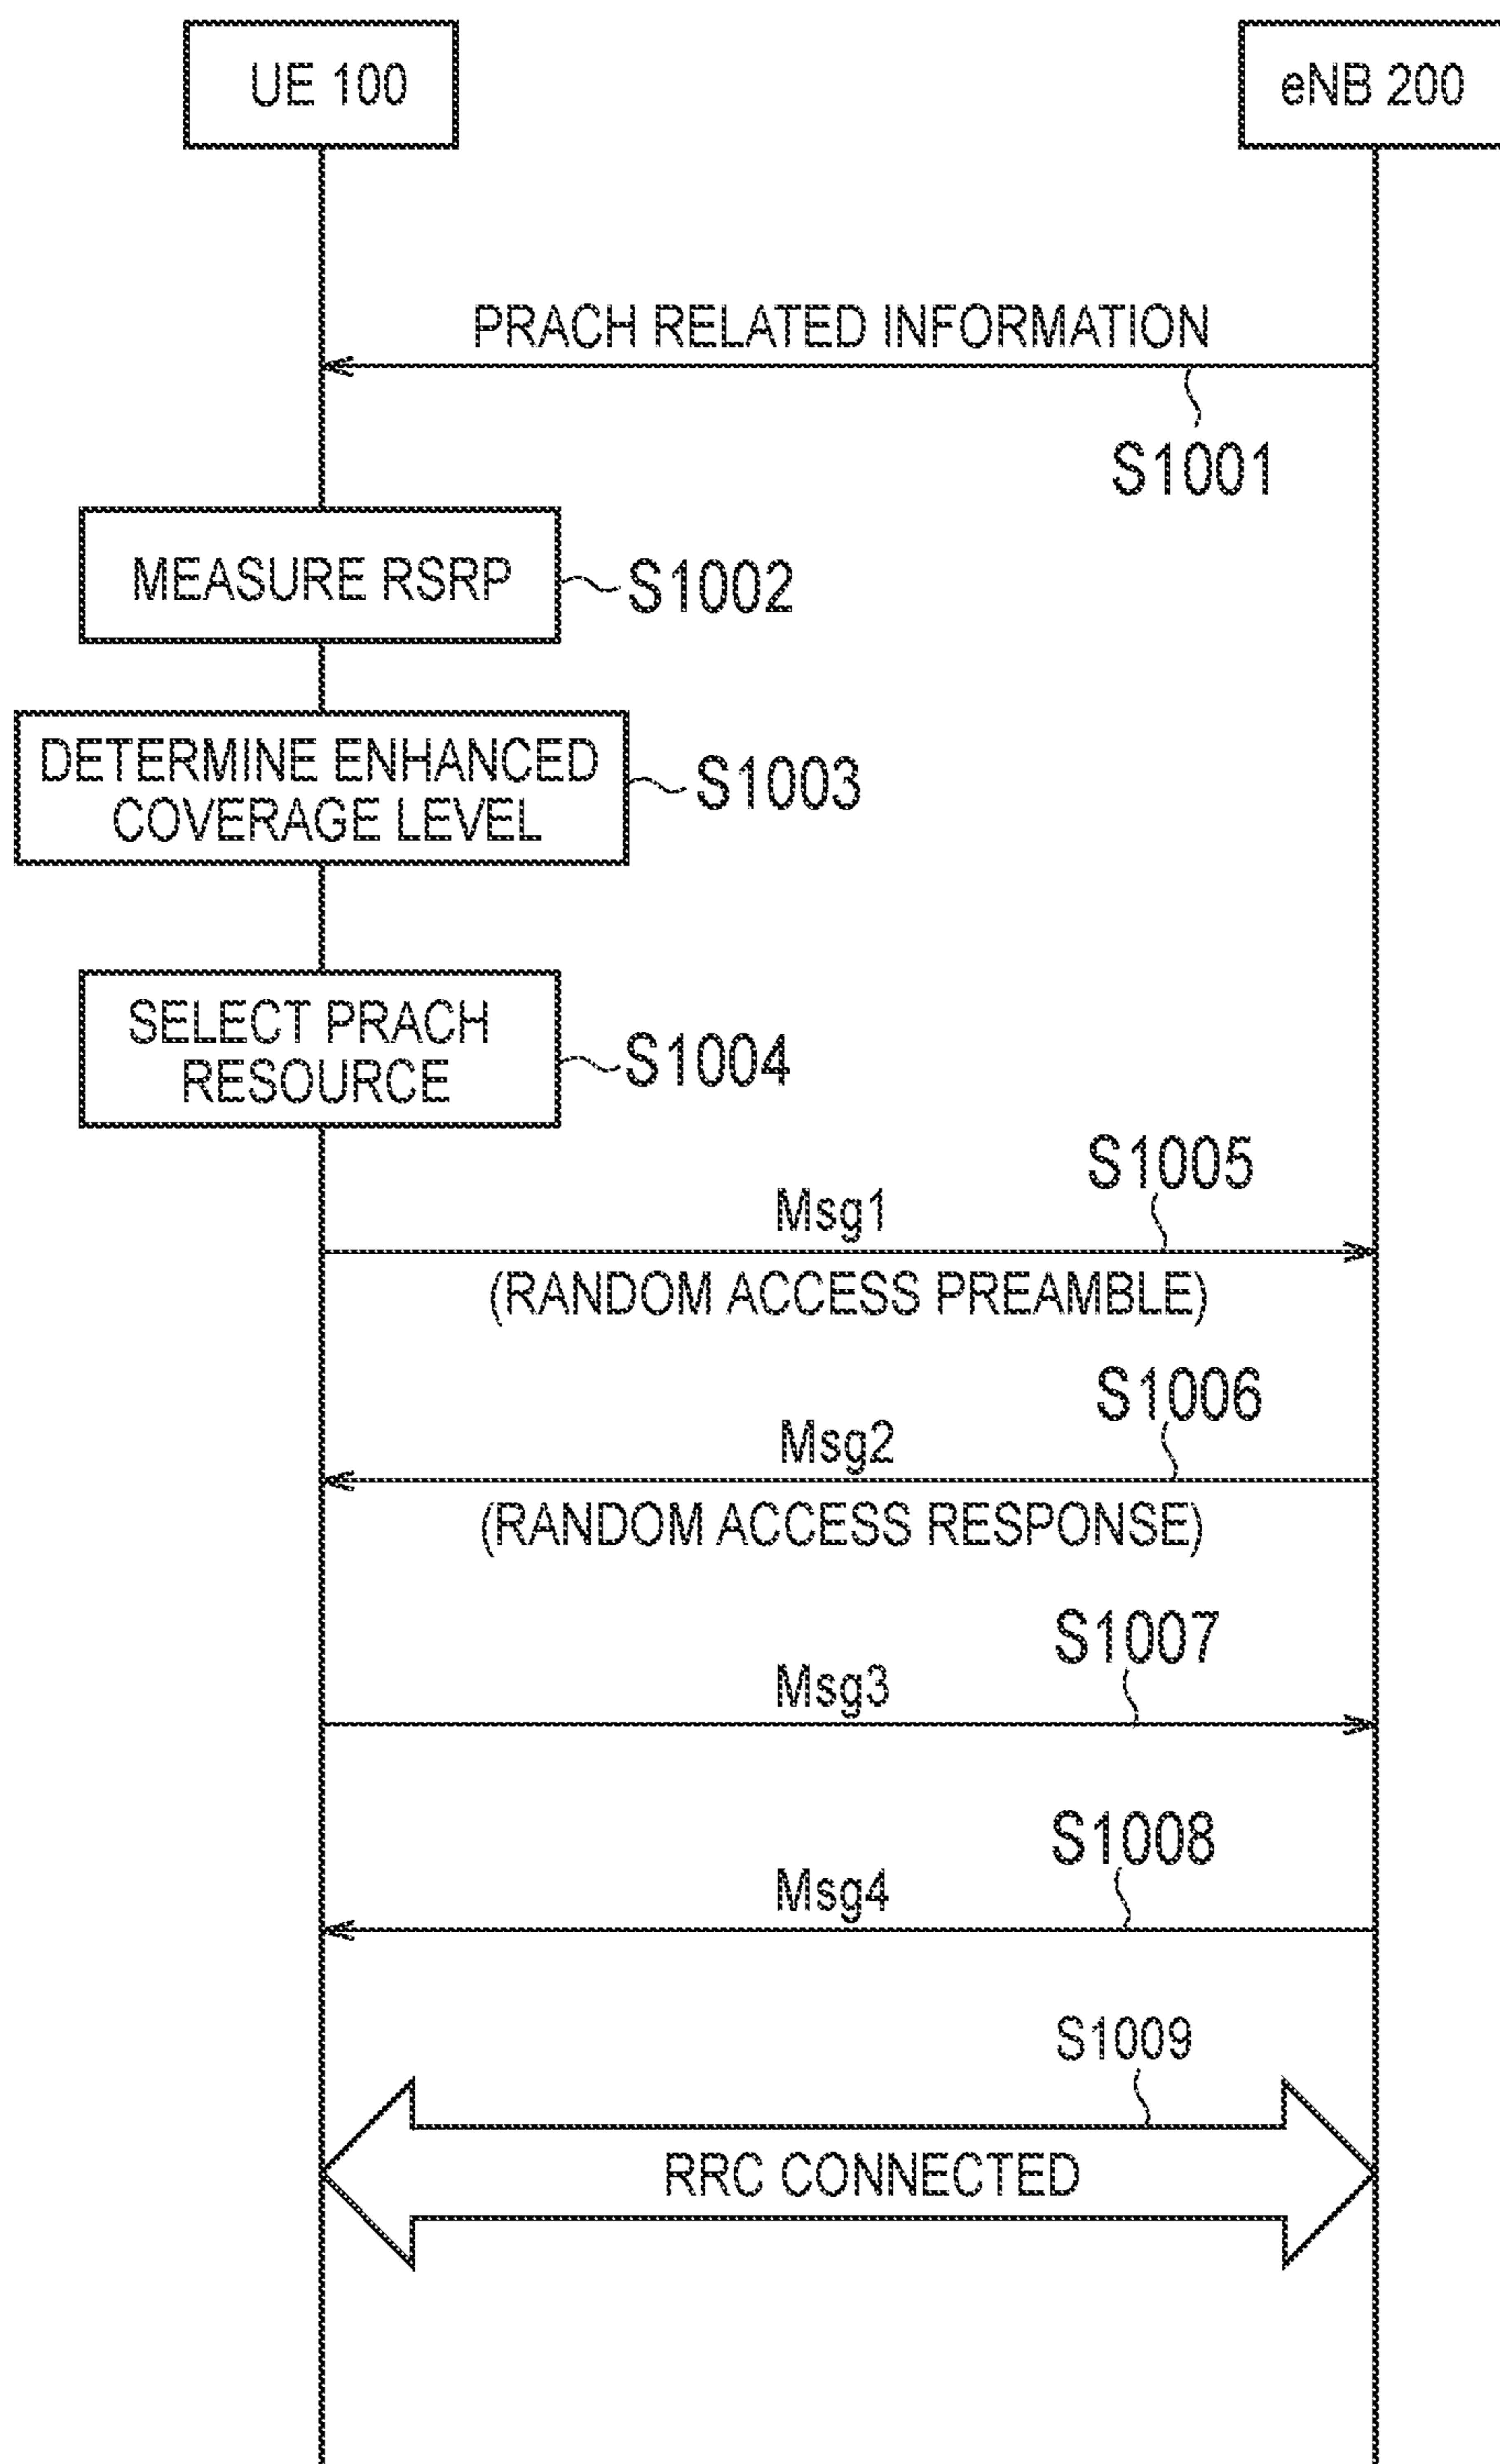 UE 100
eNB 200
PRACH RELATED INFORMATION
S1001
MEASURE RSRP
S1002
DETERMINE ENHANCED
COVERAGE LEVEL
S1003
SELECT PRACH
RESOURCE
S1004
S1005
Msg1
(RANDOM ACCESS PREAMBLE)
S1006
Msg2
(RANDOM ACCESS RESPONSE)
S1007
Msg3
S1008
Msg4
S1009
RRC CONNECTED